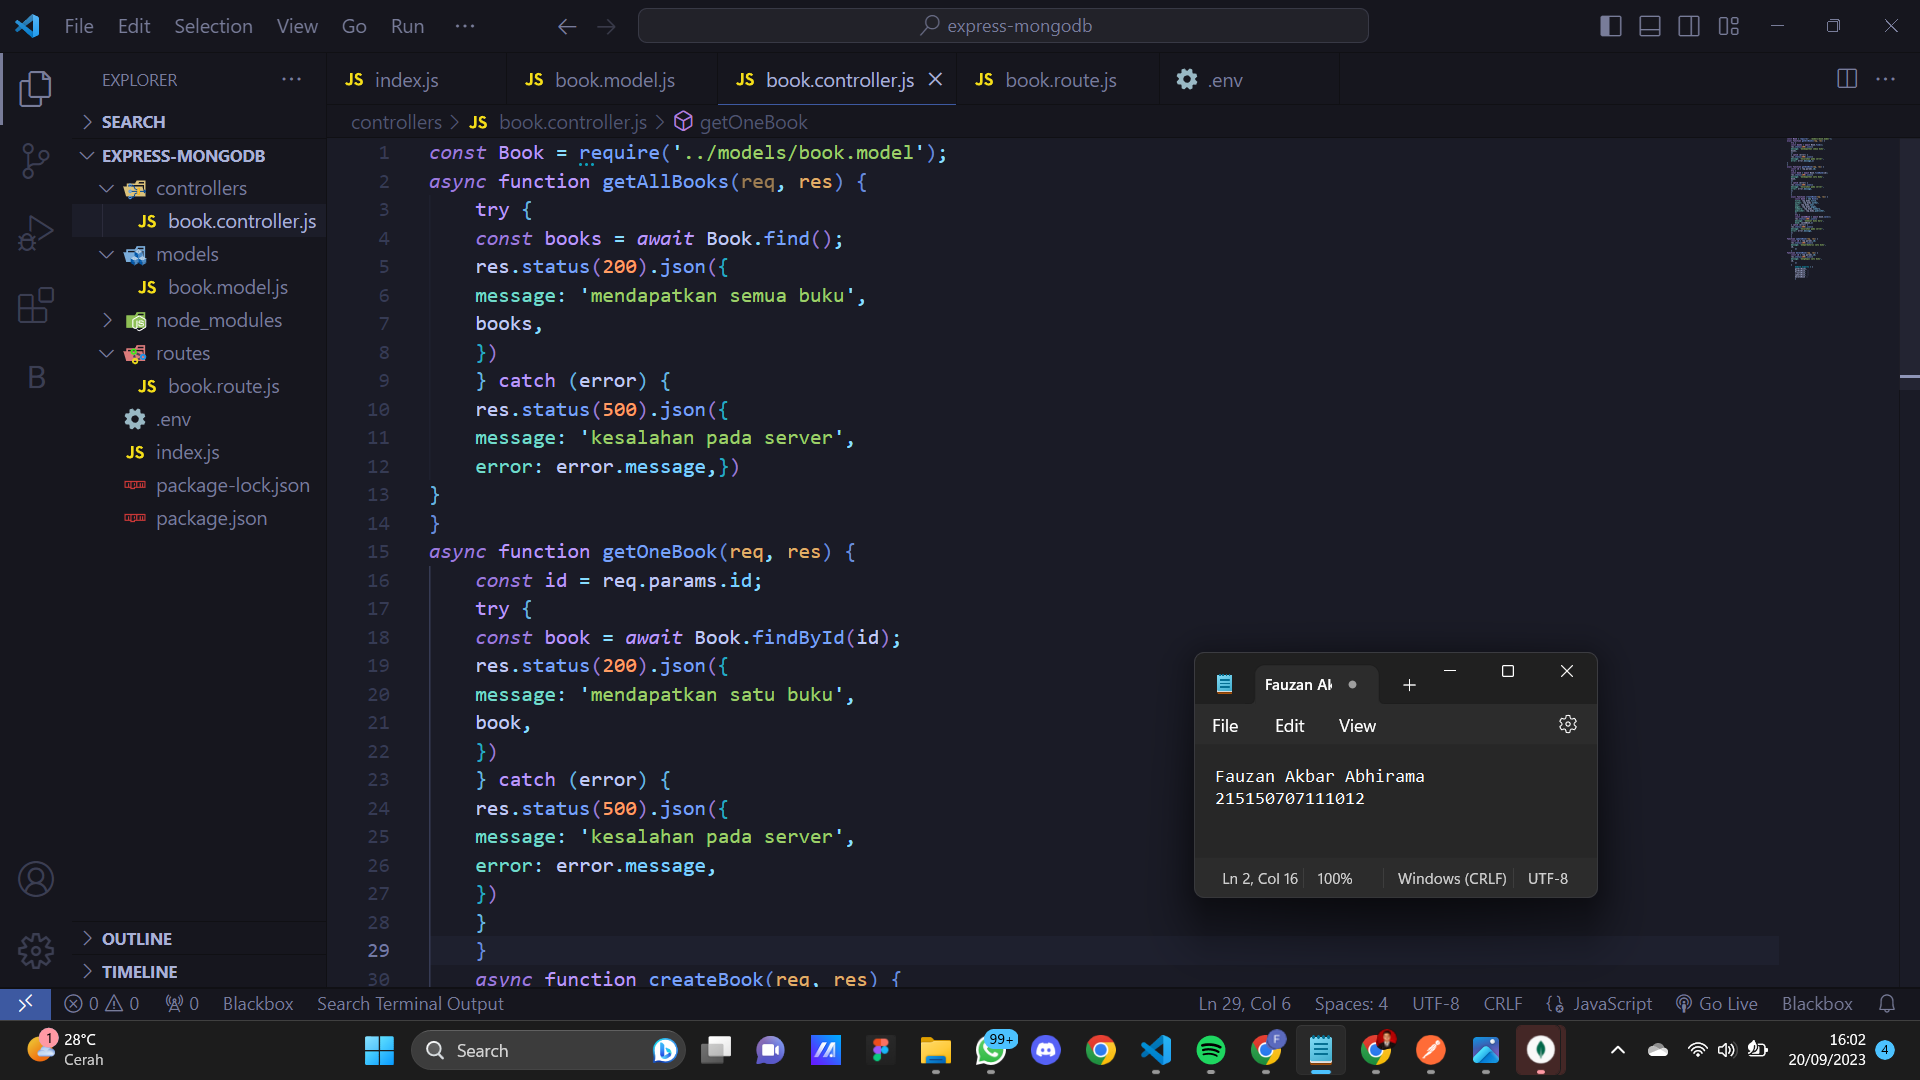 File Edit Selection View Go Run ···
express-mongodb
EXPLORER ···
SEARCH
EXPRESS-MONGODB
controllers
JS book.controller.js
models
JS book.model.js
node_modules
routes
JS book.route.js
.env
JS index.js
package-lock.json
package.json
OUTLINE
TIMELINE
JS index.js
JS book.model.js
JS book.controller.js
JS book.route.js
.env
controllers > JS book.controller.js > getOneBook
1 const Book = require('../models/book.model');
2 async function getAllBooks(req, res) {
3 try {
4 const books = await Book.find();
5 res.status(200).json({
6 message: 'mendapatkan semua buku',
7 books,
8 })
9 } catch (error) {
10 res.status(500).json({
11 message: 'kesalahan pada server',
12 error: error.message,})
13 }
14 }
15 async function getOneBook(req, res) {
16 const id = req.params.id;
17 try {
18 const book = await Book.findById(id);
19 res.status(200).json({
20 message: 'mendapatkan satu buku',
21 book,
22 })
23 } catch (error) {
24 res.status(500).json({
25 message: 'kesalahan pada server',
26 error: error.message,
27 })
28 }
29 }
30 async function createBook(req, res) {
Fauzan Ak
File Edit View
Fauzan Akbar Abhirama
215150707111012
Ln 2, Col 16 100% Windows (CRLF) UTF-8
0 0 0 Blackbox Search Terminal Output
Ln 29, Col 6 Spaces: 4 UTF-8 CRLF JavaScript Go Live Blackbox
1 28°C
Cerah
Search
99+
F
16:02
20/09/2023
4